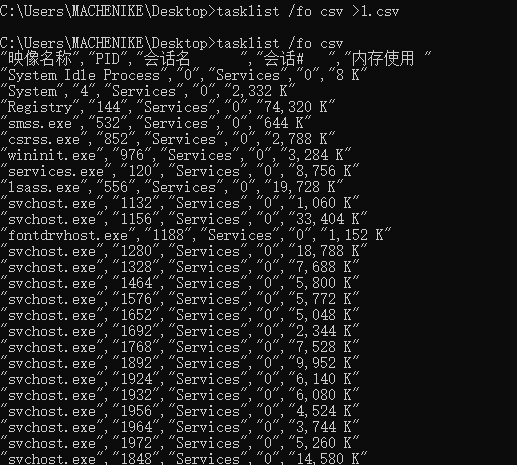 C:\Users\MACHENIKE\Desktop>tasklist /fo csv >1.csv
C:\Users\MACHENIKE\Desktop>tasklist /fo csv
"映像名称","PID","会话名      ","会话#   ","内存使用 "
"System Idle Process","0","Services","0","8 K"
"System","4","Services","0","2,332 K"
"Registry","144","Services","0","74,320 K"
"smss.exe","532","Services","0","644 K"
"csrss.exe","852","Services","0","2,788 K"
"wininit.exe","976","Services","0","3,284 K"
"services.exe","120","Services","0","8,756 K"
"lsass.exe","556","Services","0","19,728 K"
"svchost.exe","1132","Services","0","1,060 K"
"svchost.exe","1156","Services","0","33,404 K"
"fontdrvhost.exe","1188","Services","0","1,152 K"
"svchost.exe","1280","Services","0","18,788 K"
"svchost.exe","1328","Services","0","7,688 K"
"svchost.exe","1464","Services","0","5,800 K"
"svchost.exe","1576","Services","0","5,772 K"
"svchost.exe","1652","Services","0","5,048 K"
"svchost.exe","1692","Services","0","2,344 K"
"svchost.exe","1768","Services","0","7,528 K"
"svchost.exe","1892","Services","0","9,952 K"
"svchost.exe","1924","Services","0","6,140 K"
"svchost.exe","1932","Services","0","6,080 K"
"svchost.exe","1956","Services","0","4,524 K"
"svchost.exe","1964","Services","0","3,744 K"
"svchost.exe","1972","Services","0","5,260 K"
"svchost.exe","1848","Services","0","14,580 K"